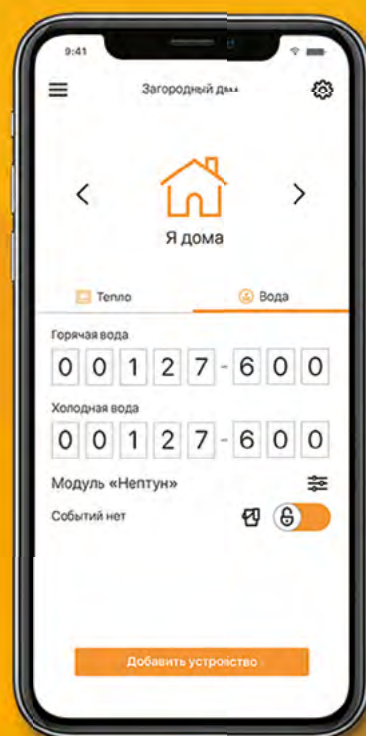 9:41
Загородный
Я дома
Тепло
Вода
Горячая вода
00127-600
Холодная вода
00127-600
Модуль «Нептун»
Событий нет
Добавить устройство